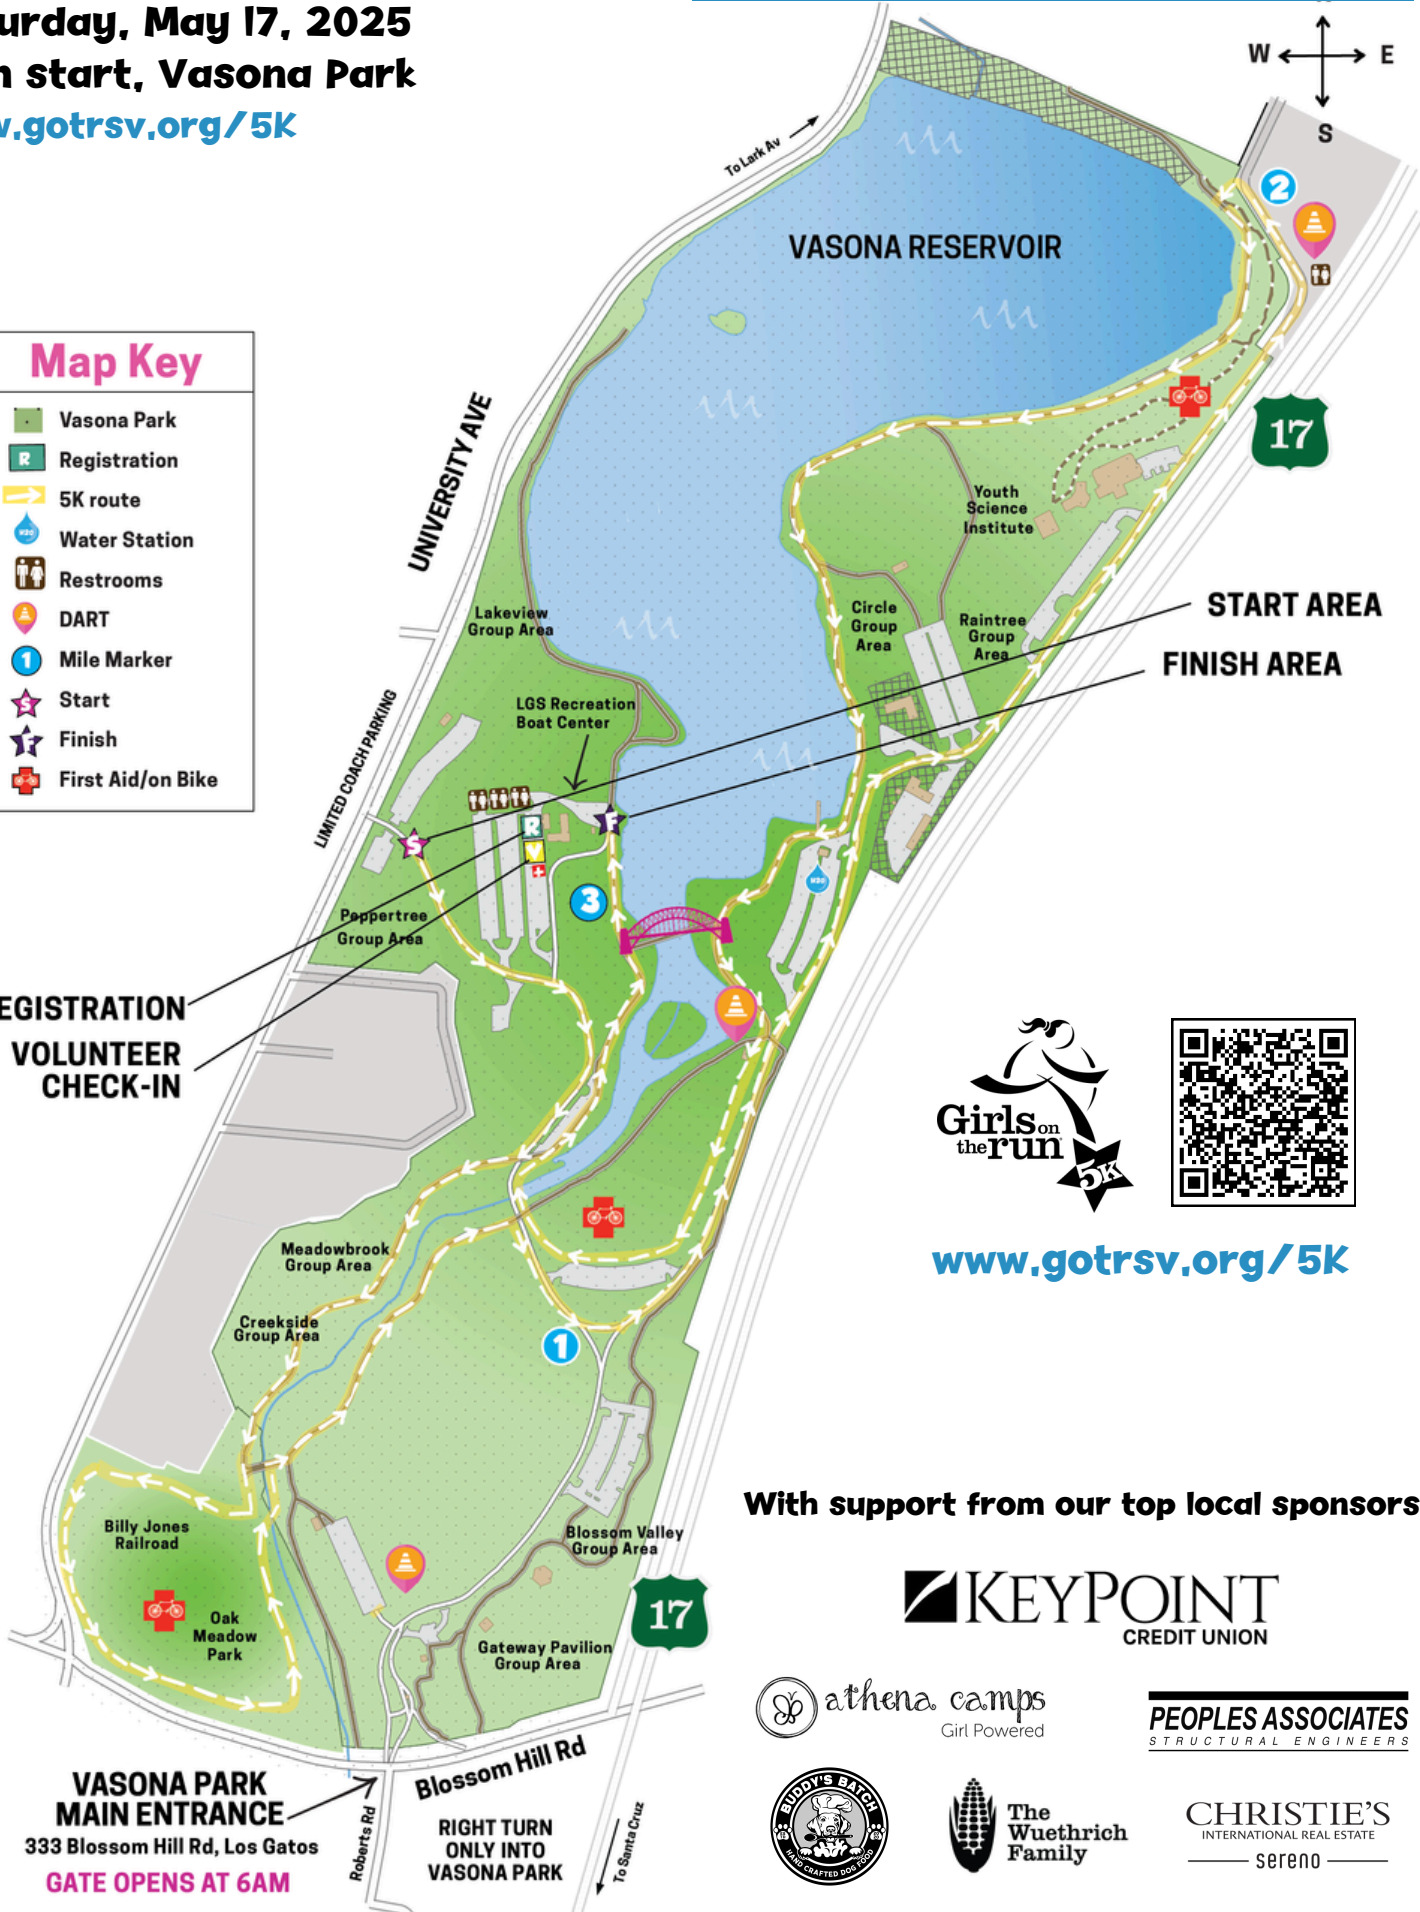 urday, May 17, 2025
start, Vasona Park
.gotrsv.org/5K
W
E
S
To Lark Av
2
VASONA RESERVOIR
Map Key
Vasona Park
R
Registration
5K route
H2O
Water Station
Restrooms
DART
1
Mile Marker
S
Start
F
Finish
First Aid/on Bike
UNIVERSITY AVE
17
Youth
Science
Institute
Lakeview
Group Area
Circle
Group
Area
Raintree
Group
Area
START AREA
FINISH AREA
LGS Recreation
Boat Center
LIMITED COACH PARKING
S
R
V
F
H2O
3
Peppertree
Group Area
EGISTRATION
VOLUNTEER
CHECK-IN
Girls on
the run
5K
www.gotrsv.org/5K
Meadowbrook
Group Area
Creekside
Group Area
1
Billy Jones
Railroad
Oak
Meadow
Park
Blossom Valley
Group Area
17
Gateway Pavilion
Group Area
With support from our top local sponsors
KEYPOINT
CREDIT UNION
athena camps
Girl Powered
PEOPLES ASSOCIATES
STRUCTURAL ENGINEERS
BUDDY'S BATCH
HAND CRAFTED DOG FOOD
The
Wuethrich
Family
CHRISTIE'S
INTERNATIONAL REAL ESTATE
sereno
VASONA PARK
MAIN ENTRANCE
333 Blossom Hill Rd, Los Gatos
GATE OPENS AT 6AM
Blossom Hill Rd
Roberts Rd
RIGHT TURN
ONLY INTO
VASONA PARK
To Santa Cruz